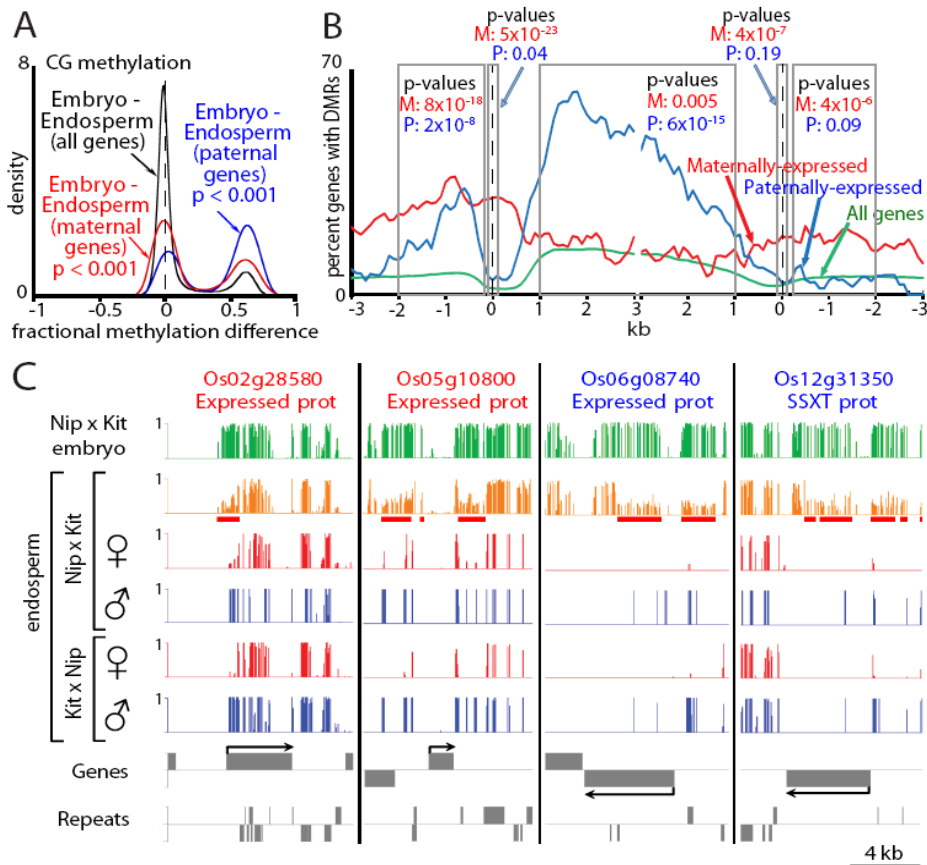 A
8
CG methylation
Embryo -
Endosperm
(all genes)
Embryo -
Endosperm
(maternal
genes)
p < 0.001
Embryo -
Endosperm
(paternal
genes)
p < 0.001
density
0
-1
-0.5
0
0.5
1
fractional methylation difference
B
p-values
M: 5x10-23
P: 0.04
p-values
M: 4x10-7
P: 0.19
70
p-values
M: 8x10-18
P: 2x10-8
p-values
M: 0.005
P: 6x10-15
p-values
M: 4x10-6
P: 0.09
Maternally-expressed
Paternally-expressed
All genes
percent genes with DMRs
0
-3 -2 -1 0 1 2 3 2 1 0 -1 -2 -3
kb
C
Os02g28580
Expressed prot
Os05g10800
Expressed prot
Os06g08740
Expressed prot
Os12g31350
SSXT prot
Nip x Kit
embryo
1
1
1
1
1
1
endosperm
Nip x Kit
♀
♂
Kit x Nip
♀
♂
Genes
Repeats
4 kb